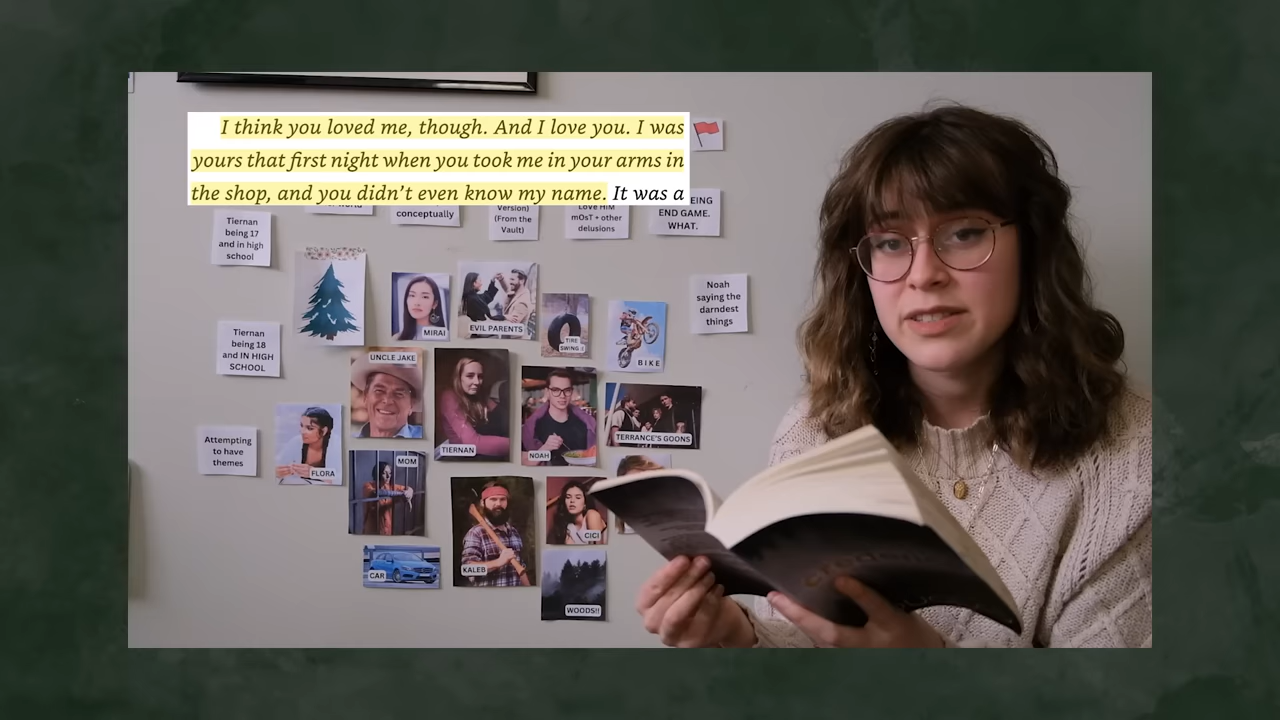 I think you loved me, though. And I love you. I was
yours that first night when you took me in your arms in
the shop, and you didn't even know my name. It was a
Tiernan
being 17
and in high
school
conceptually
Version)
(From the
Vault)
Love HIM
mOsT + other
delusions
END GAME.
WHAT.
Noah
saying the
darndest
things
MIRAI
EVIL PARENTS
TIRE
SWING :(
BIKE
Tiernan
being 18
and IN HIGH
SCHOOL
UNCLE JAKE
TIERNAN
NOAH
TERRANCE'S GOONS
Attempting
to have
themes
FLORA
MOM
KALEB
CICI
CAR
WOODS!!